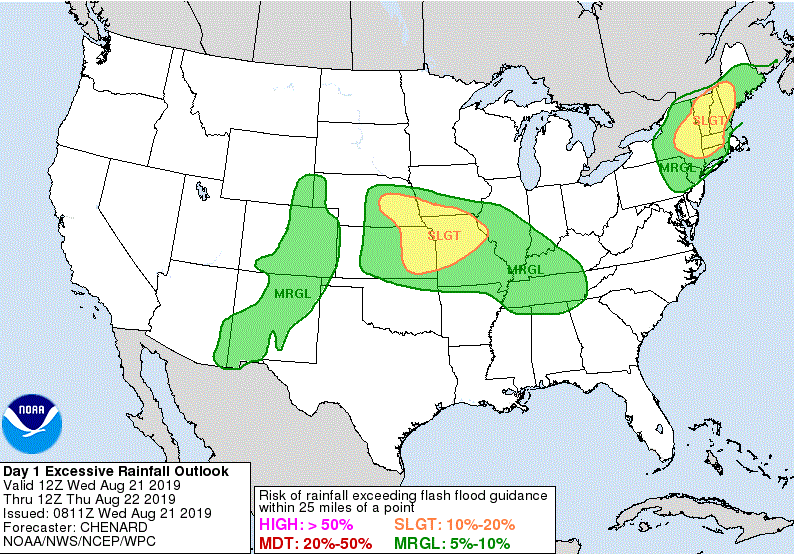 SLGT
MRGL
SLGT
MRGL
MRGL
NOAA
Day 1 Excessive Rainfall Outlook
Valid 12Z Wed Aug 21 2019
Thru 12Z Thu Aug 22 2019
Issued: 0811Z Wed Aug 21 2019
Forecaster: CHENARD
NOAA/NWS/NCEP/WPC
Risk of rainfall exceeding flash flood guidance
within 25 miles of a point
HIGH: > 50% SLGT: 10%-20%
MDT: 20%-50% MRGL: 5%-10%